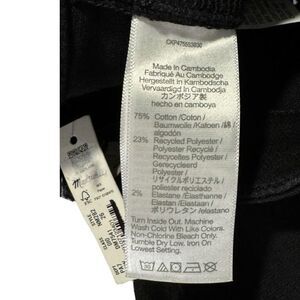 CKP475553930
Made in Cambodia
Fabriqué Au Cambodge
Hergestellt In Kambodscha
Vervaardigd In Cambodja
カンボジア製
hecho en camboya
75% Cotton /Coton /
Baumwolle /Katoen /綿 /
algodón
23% Recycled Polyester /
Polyester Recyclé /
Recyceltes Polyester /
Gerecycled Polyester /
リサイクルポリエステル /
poliester reciclado
2% Elastane /Elasthanne /
Elastan /Elastaan /
ポリウレタン /elastano
Turn Inside Out. Machine
Wash Cold With Like Colors.
Non-Chlorine Bleach Only.
Tumble Dry Low. Iron On
Lowest Setting.
FSC